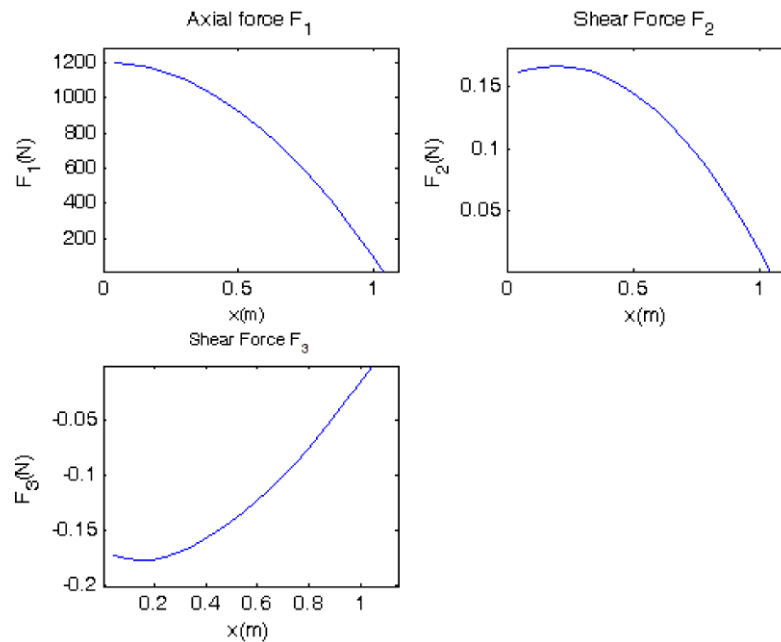 Axial force F1
1200
1000
800
600
400
200
F1(N)
0
0.5
1
x(m)
Shear Force F2
0.15
0.1
0.05
F2(N)
0
0.5
1
x(m)
Shear Force F3
-0.05
-0.1
-0.15
-0.2
F3(N)
0.2
0.4
0.6
0.8
1
x(m)